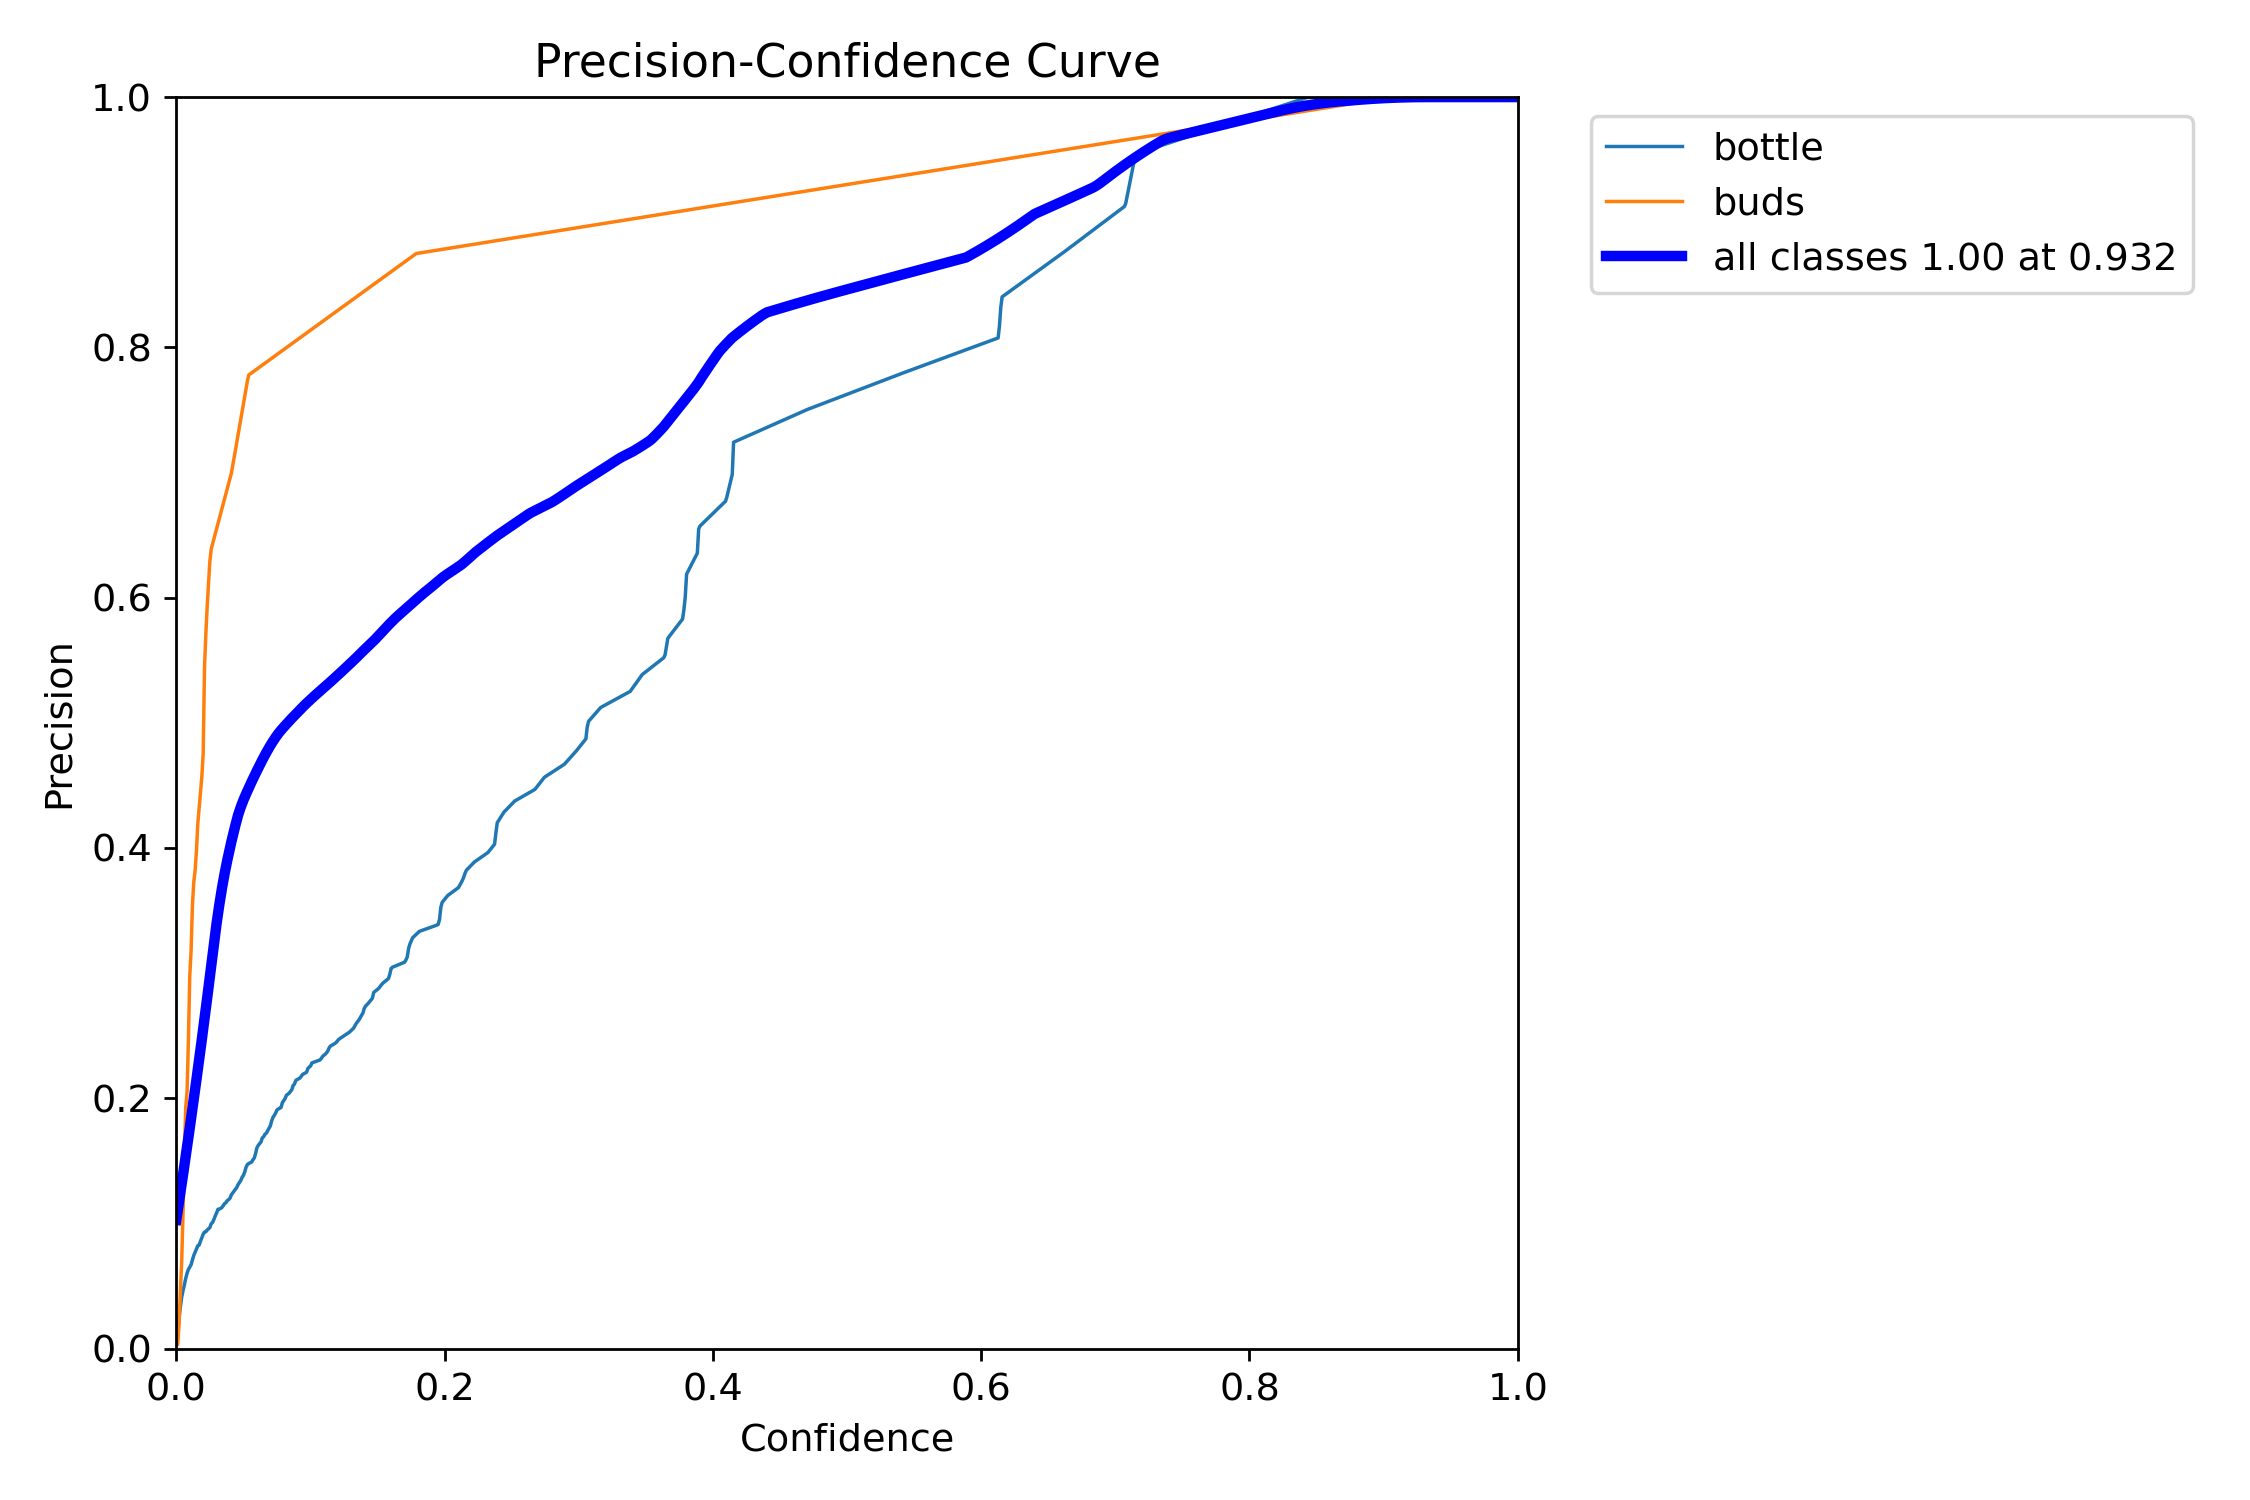 Precision-Confidence Curve
1.0
0.8
0.6
0.4
0.2
0.0
Precision
0.0 0.2 0.4 0.6 0.8 1.0
Confidence
bottle
buds
all classes 1.00 at 0.932